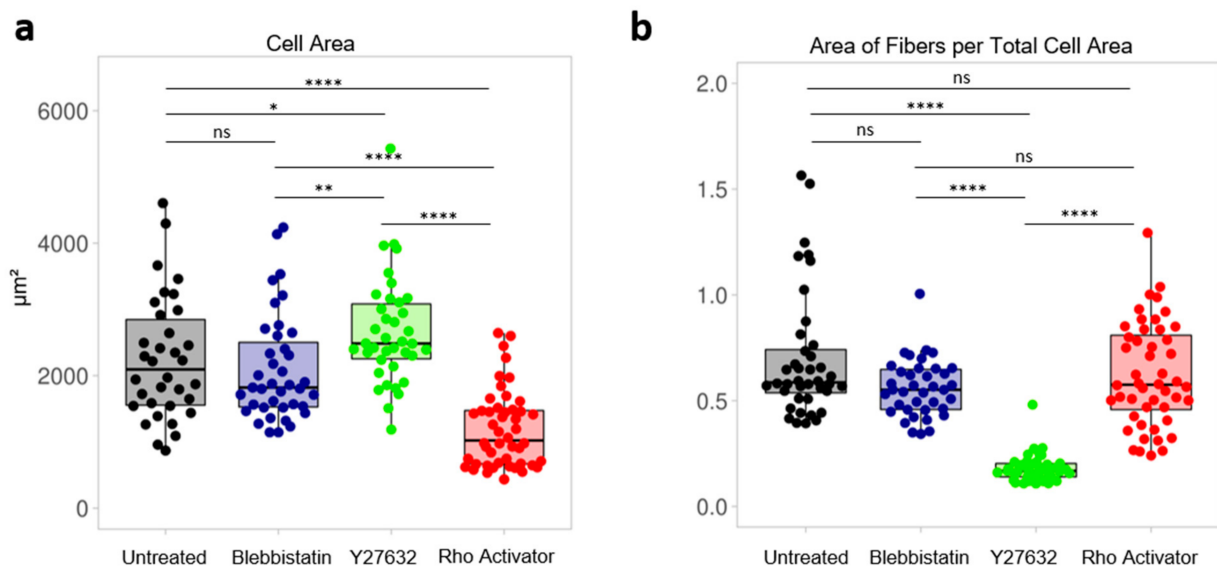 a
Cell Area
µm²
6000
4000
2000
0
****
*
ns
****
**
****
Untreated Blebbistatin Y27632 Rho Activator
b
Area of Fibers per Total Cell Area
2.0
1.5
1.0
0.5
0.0
ns
****
ns
ns
****
****
Untreated Blebbistatin Y27632 Rho Activator